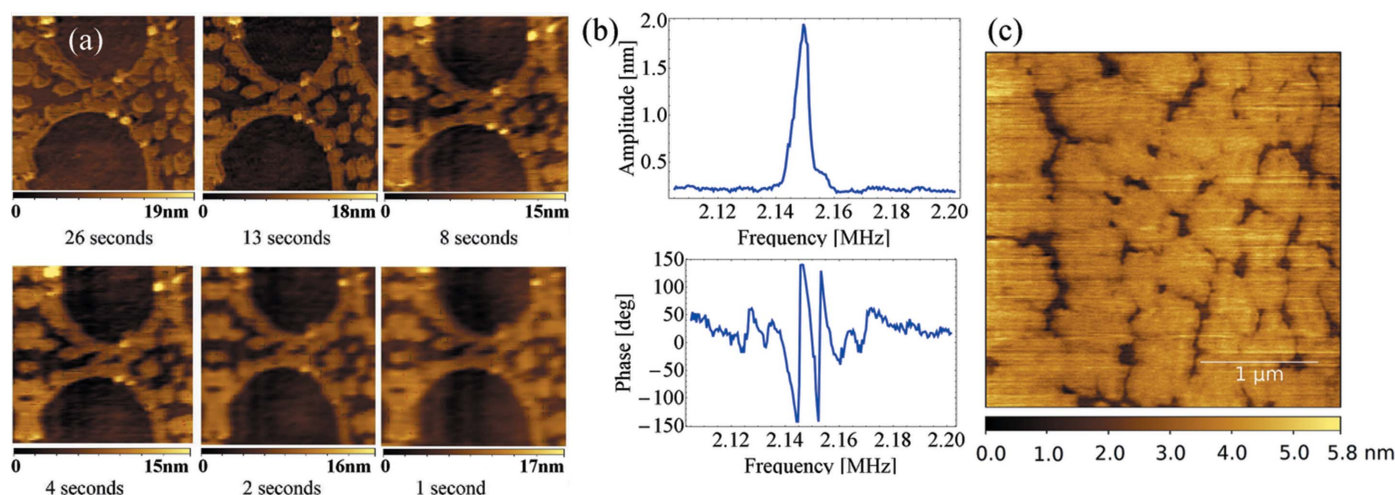 (a)
0 19nm
26 seconds
0 18nm
13 seconds
0 15nm
8 seconds
0 15nm
4 seconds
0 16nm
2 seconds
0 17nm
1 second
(b)
Amplitude [nm]
2.0
1.5
1.0
0.5
2.12 2.14 2.16 2.18 2.20
Frequency [MHz]
Phase [deg]
150
100
50
0
−50
−100
−150
2.12 2.14 2.16 2.18 2.20
Frequency [MHz]
(c)
1 µm
0.0 1.0 2.0 3.0 4.0 5.0 5.8 nm